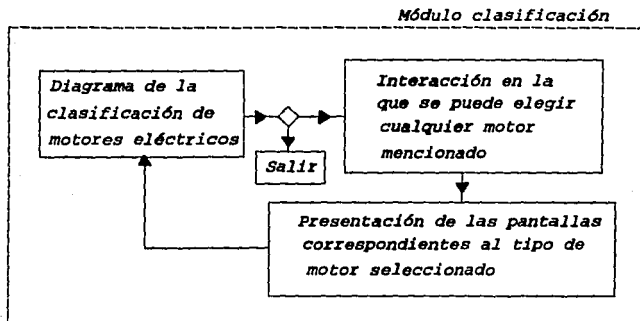 Módulo clasificación
Diagrama de la
clasificación de
motores eléctricos
Salir
Interacción en la
que se puede elegir
cualquier motor
mencionado
Presentación de las pantallas
correspondientes al tipo de
motor seleccionado